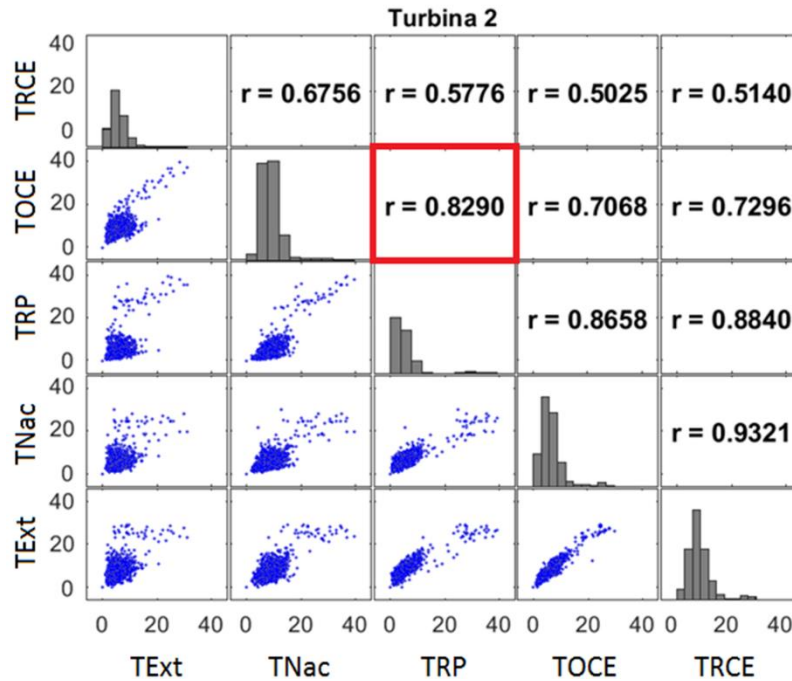 Turbina 2
TRCE 40 20 0 r = 0.6756 r = 0.5776 r = 0.5025 r = 0.5140
TOCE 40 20 0 r = 0.8290 r = 0.7068 r = 0.7296
TRP 40 20 0 r = 0.8658 r = 0.8840
TNac 40 20 0 r = 0.9321
TExt 40 20 0
0 20 40 0 20 40 0 20 40 0 20 40 0 20 40
TExt TNac TRP TOCE TRCE